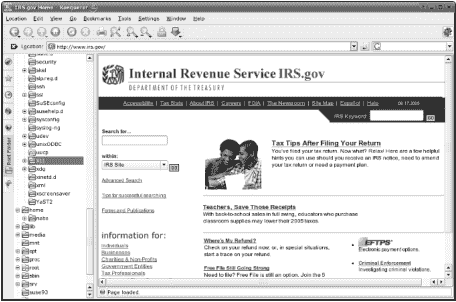 IRS.gov Home - Konqueror
Location Edit View Go Bookmarks Tools Settings Window Help
Location: http://www.irs.gov/
security
skel
slp.reg.d
ssh
ssl
SuSEconfig
susehelp.d
sysconfig
syslog-ng
udev
unixODBC
uucp
X11
xdg
xinetd.d
xml
xscreensaver
YaST2
home
nabs
lib
media
mnt
opt
proc
root
sbin
srv
suse93
Root Folder
Internal Revenue Service IRS.gov
DEPARTMENT OF THE TREASURY
Accessibility | Tax Stats | About IRS | Careers | FOIA | The Newsroom | Site Map | Español | Help
IRS Keyword:
GO
Search for...
within:
IRS Site
GO
Advanced Search
Tips for successful searching
Forms and Publications
information for:
Individuals
Businesses
Charities & Non-Profits
Government Entities
Tax Professionals
Tax Tips After Filing Your Return
You've filed your tax return. Now what? Relax! Here are a few helpful
hints you can use should you receive an IRS notice, need to amend
your tax return or need a payment plan.
Teachers, Save Those Receipts
With back-to-school sales in full swing, educators who purchase
classroom supplies may lower their 2005 taxes.
Where's My Refund?
Check on your refund now, or, in special situations,
start a trace on your refund
Free File Still Going Strong
Need to file? Free File is still an option. Join the 5
EFTPS
Electronic payment options.
Criminal Enforcement
Investigating criminal violations.
Page loaded.